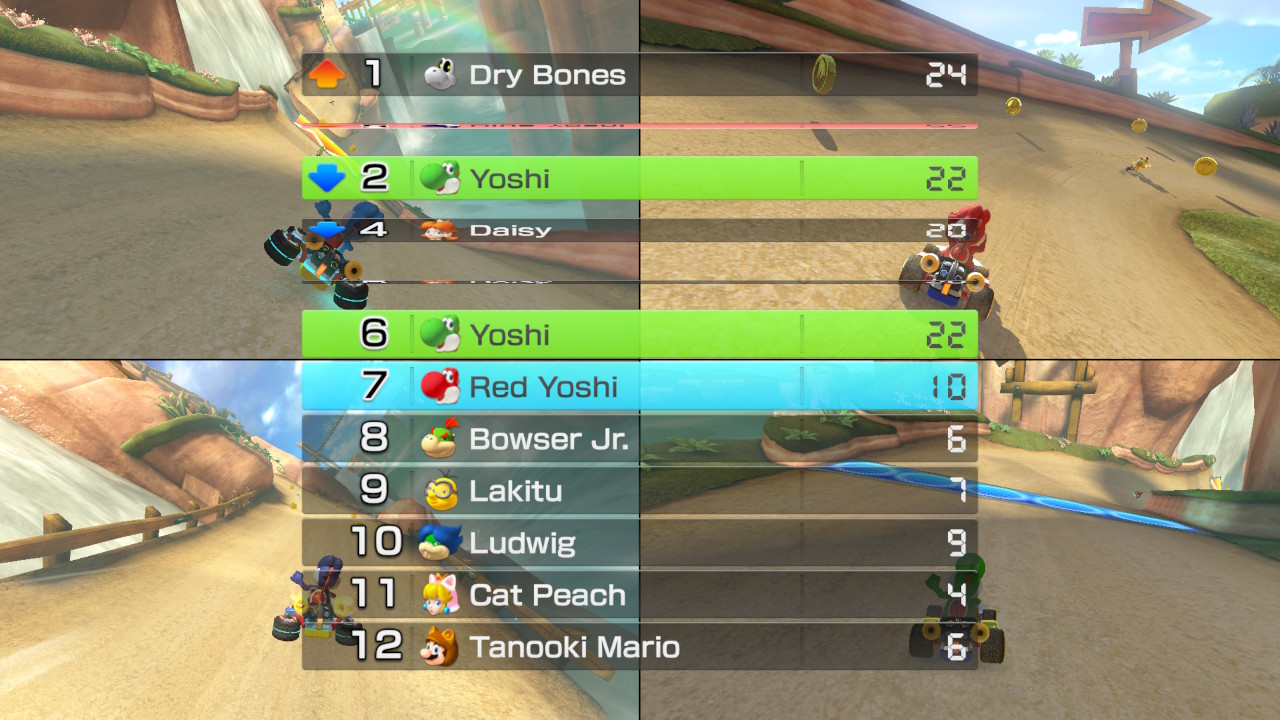 1 Dry Bones 24
2 Yoshi 22
4 Daisy 20
6 Yoshi 22
7 Red Yoshi 10
8 Bowser Jr. 6
9 Lakitu 7
10 Ludwig 9
11 Cat Peach 4
12 Tanooki Mario 6